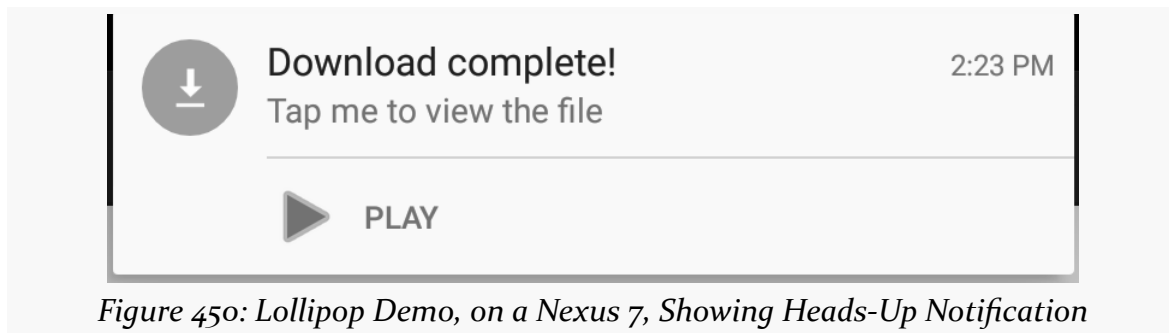 Download complete!
2:23 PM
Tap me to view the file
PLAY
Figure 450: Lollipop Demo, on a Nexus 7, Showing Heads-Up Notification